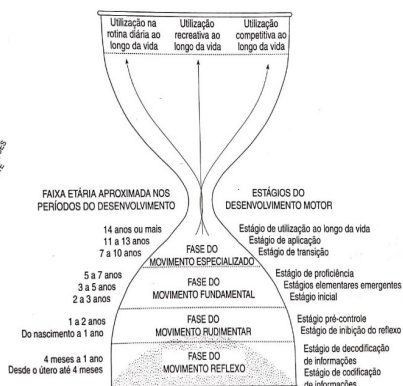 Utilização na
rotina diária ao
longo da vida
Utilização
recreativa ao
longo da vida
Utilização
competitiva ao
longo da vida
FAIXA ETÁRIA APROXIMADA NOS
PERÍODOS DO DESENVOLVIMENTO
ESTÁGIOS DO
DESENVOLVIMENTO MOTOR
14 anos ou mais
11 a 13 anos
7 a 10 anos
FASE DO
MOVIMENTO ESPECIALIZADO
Estágio de utilização ao longo da vida
Estágio de aplicação
Estágio de transição
5 a 7 anos
3 a 5 anos
2 a 3 anos
FASE DO
MOVIMENTO FUNDAMENTAL
Estágio de proficiência
Estágios elementares emergentes
Estágio inicial
1 a 2 anos
Do nascimento a 1 ano
FASE DO
MOVIMENTO RUDIMENTAR
Estágio pré-controle
Estágio de inibição do reflexo
4 meses a 1 ano
Desde o útero até 4 meses
FASE DO
MOVIMENTO REFLEXO
Estágio de decodificação
de informações
Estágio de codificação
de informações